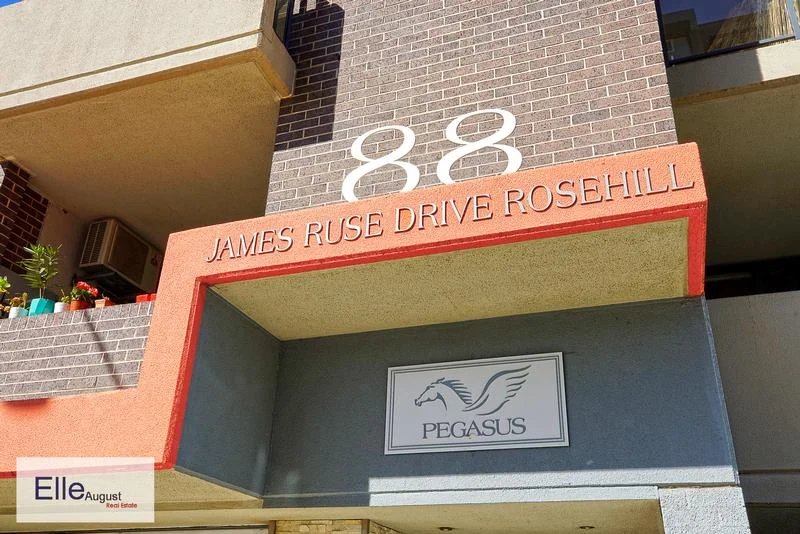 88
JAMES RUSE DRIVE ROSEHILL
PEGASUS
Elle August
Real Estate